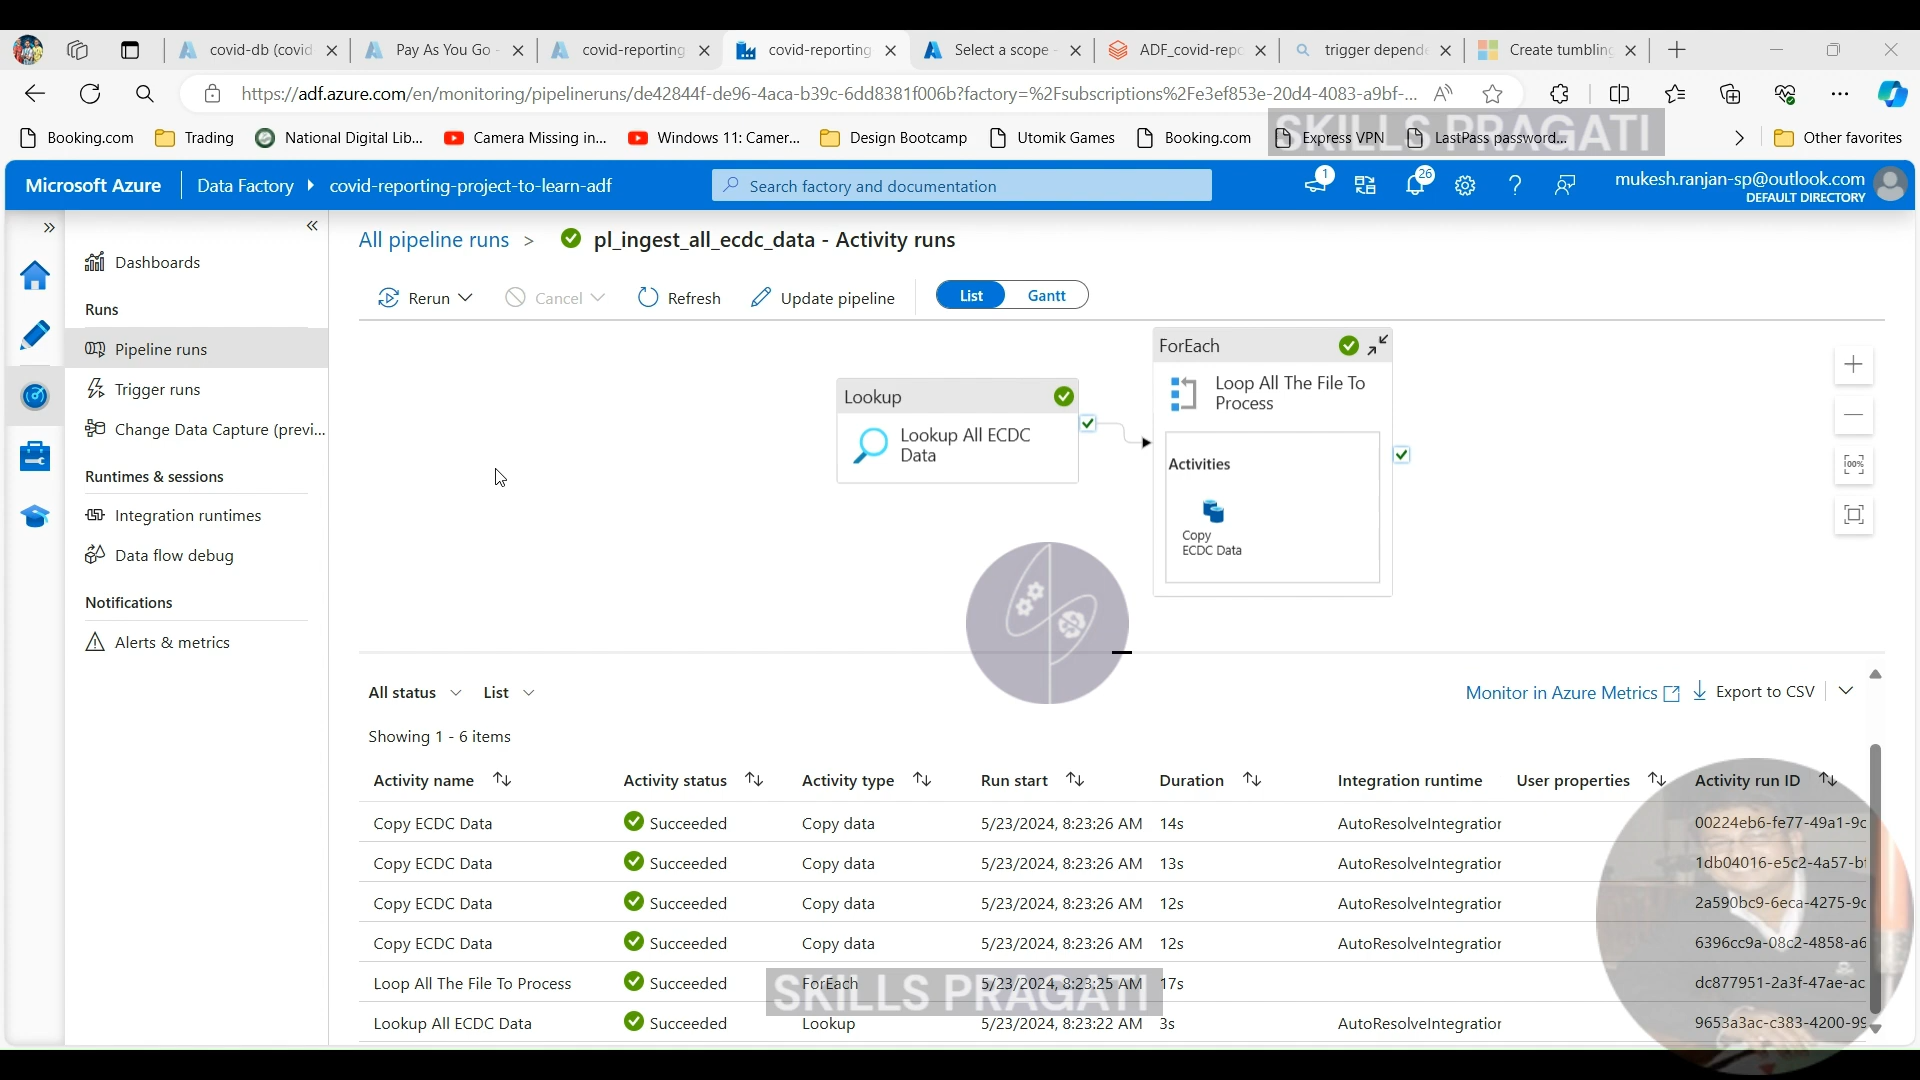 covid-db (covid
Pay As You Go -
covid-reporting
covid-reporting
Select a scope -
ADF_covid-repo
trigger depende
Create tumbling
https://adf.azure.com/en/monitoring/pipelineruns/de42844f-de96-4aca-b39c-6dd8381f006b?factory=%2Fsubscriptions%2Fe3ef853e-20d4-4083-a9bf-...
Booking.com
Trading
National Digital Lib...
Camera Missing in...
Windows 11: Camer...
Design Bootcamp
Utomik Games
Booking.com
Express VPN
LastPass password...
Other favorites
SKILLS PRAGATI
Microsoft Azure
Data Factory
covid-reporting-project-to-learn-adf
Search factory and documentation
1
26
mukesh.ranjan-sp@outlook.com
DEFAULT DIRECTORY
Dashboards
Runs
Pipeline runs
Trigger runs
Change Data Capture (previ...
Runtimes & sessions
Integration runtimes
Data flow debug
Notifications
Alerts & metrics
All pipeline runs > pl_ingest_all_ecdc_data - Activity runs
Rerun
Cancel
Refresh
Update pipeline
List
Gantt
Lookup
Lookup All ECDC
Data
ForEach
Loop All The File To
Process
Activities
Copy
ECDC Data
100%
All status
List
Monitor in Azure Metrics
Export to CSV
Showing 1 - 6 items
Activity name Activity status Activity type Run start Duration Integration runtime User properties Activity run ID
Copy ECDC Data Succeeded Copy data 5/23/2024, 8:23:26 AM 14s AutoResolveIntegration 00224eb6-fe77-49a1-9c
Copy ECDC Data Succeeded Copy data 5/23/2024, 8:23:26 AM 13s AutoResolveIntegration 1db04016-e5c2-4a57-bf
Copy ECDC Data Succeeded Copy data 5/23/2024, 8:23:26 AM 12s AutoResolveIntegration 2a590bc9-6eca-4275-9c
Copy ECDC Data Succeeded Copy data 5/23/2024, 8:23:26 AM 12s AutoResolveIntegration 6396cc9a-08c2-4858-a6
Loop All The File To Process Succeeded ForEach 5/23/2024, 8:23:25 AM 17s dc877951-2a3f-47ae-ac
Lookup All ECDC Data Succeeded Lookup 5/23/2024, 8:23:22 AM 3s AutoResolveIntegration 9653a3ac-c383-4200-99
SKILLS PRAGATI